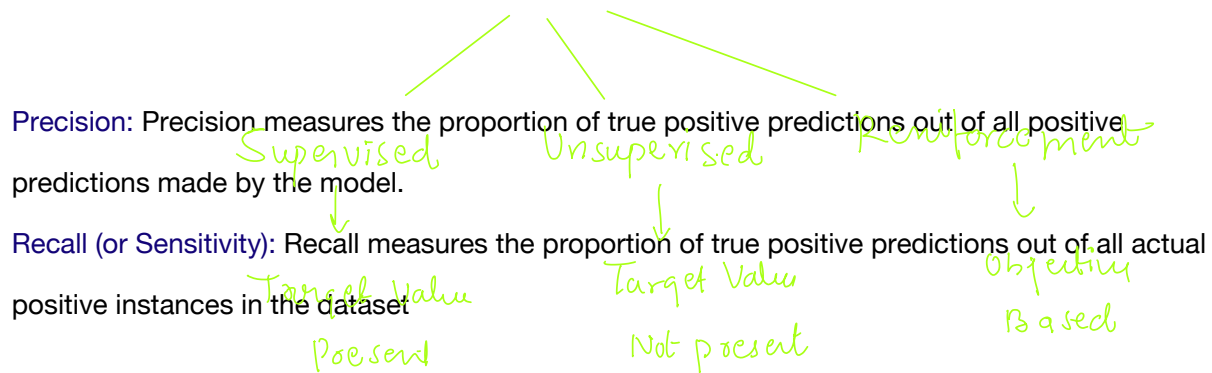 Precision: Precision measures the proportion of true positive predictions out of all positive
Supervised Unsuperised Reniforcoment
predictions made by the model.
Recall (or Sensitivity): Recall measures the proportion of true positive predictions out of all actual
Target Value Target Value Objective
positive instances in the dataset
Present Not present Based